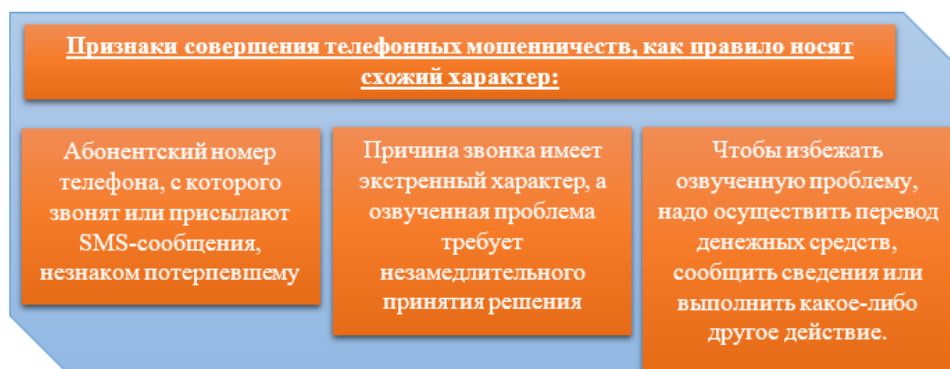 Признаки совершения телефонных мошенничеств, как правило носят
схожий характер:
Абонентский номер
телефона, с которого
звонят или присылают
SMS-сообщения,
незнаком потерпевшему
Причина звонка имеет
экстренный характер, а
озвученная проблема
требует
незамедлительного
принятия решения
Чтобы избежать
озвученную проблему,
надо осуществить перевод
денежных средств,
сообщить сведения или
выполнить какое-либо
другое действие.